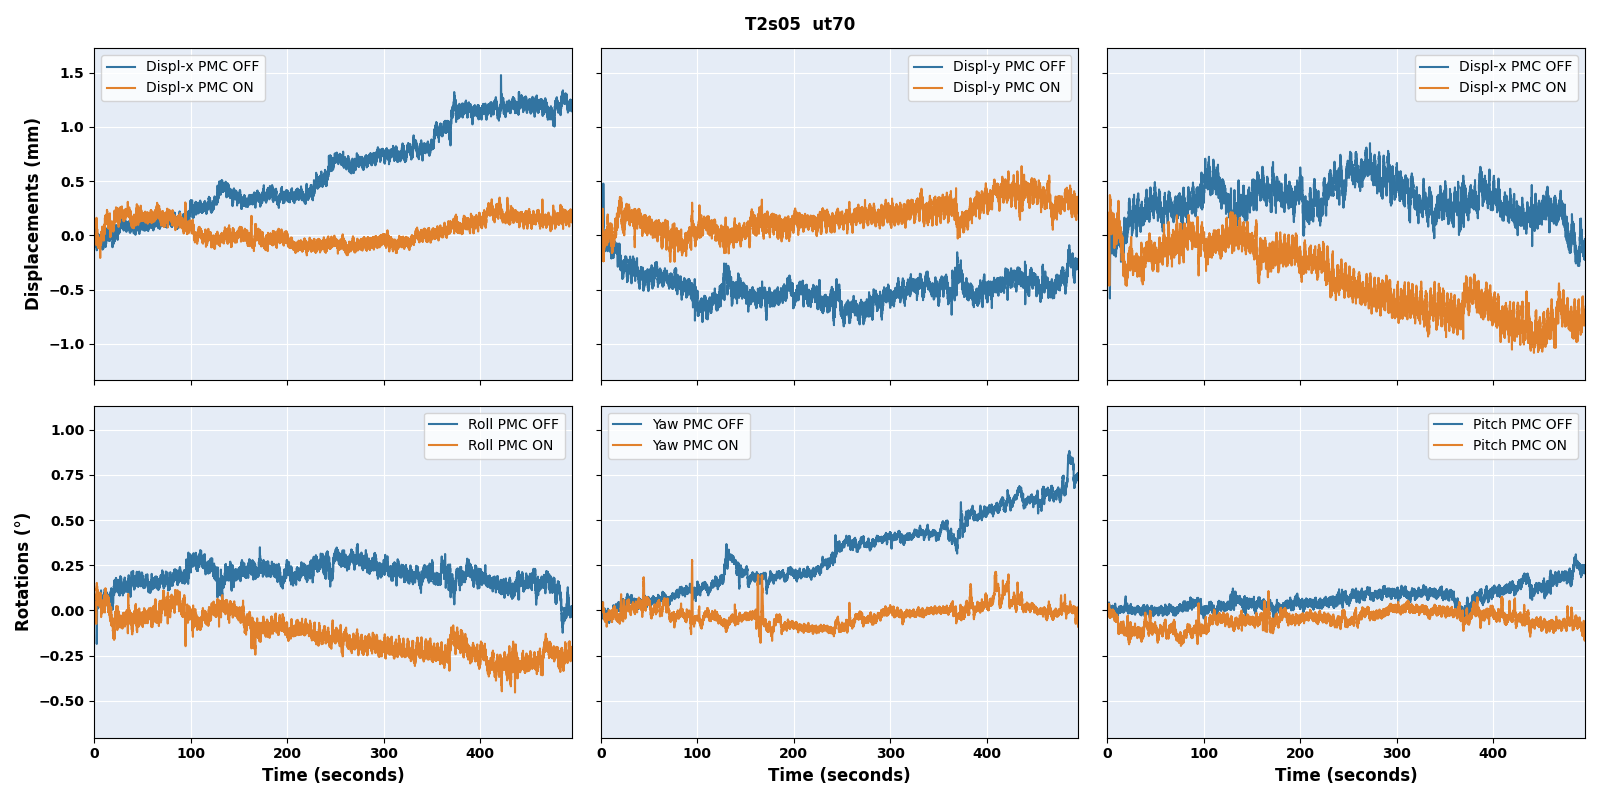 T2s05 ut70
Displ-x PMC OFF
Displ-x PMC ON
Displ-y PMC OFF
Displ-y PMC ON
Displ-x PMC OFF
Displ-x PMC ON
Displacements (mm)
1.5
1.0
0.5
0.0
−0.5
−1.0
Roll PMC OFF
Roll PMC ON
Yaw PMC OFF
Yaw PMC ON
Pitch PMC OFF
Pitch PMC ON
Rotations (°)
1.00
0.75
0.50
0.25
0.00
−0.25
−0.50
0 100 200 300 400
0 100 200 300 400
0 100 200 300 400
Time (seconds)
Time (seconds)
Time (seconds)